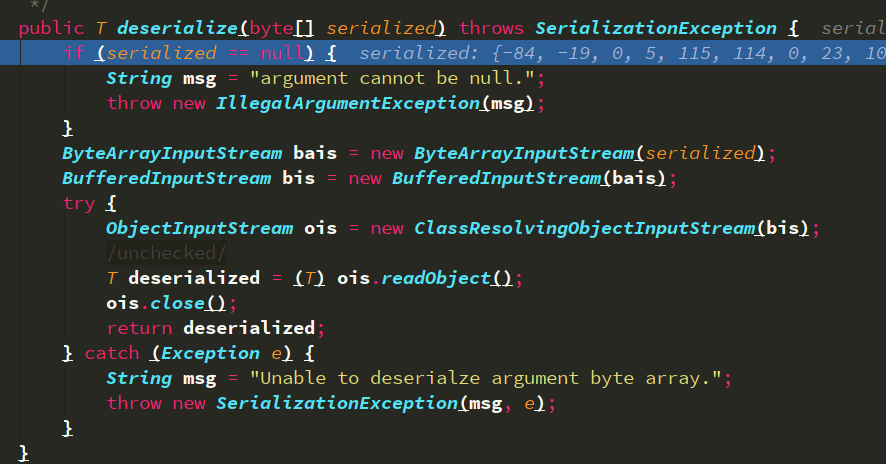 */
public T deserialize(byte[] serialized) throws SerializationException {  serial
if (serialized == null) {  serialized: {-84, -19, 0, 5, 115, 114, 0, 23, 10
String msg = "argument cannot be null.";
throw new IllegalArgumentException(msg);
}
ByteArrayInputStream bais = new ByteArrayInputStream(serialized);
BufferedInputStream bis = new BufferedInputStream(bais);
try {
ObjectInputStream ois = new ClassResolvingObjectInputStream(bis);
/unchecked/
T deserialized = (T) ois.readObject();
ois.close();
return deserialized;
} catch (Exception e) {
String msg = "Unable to deserialze argument byte array.";
throw new SerializationException(msg, e);
}
}